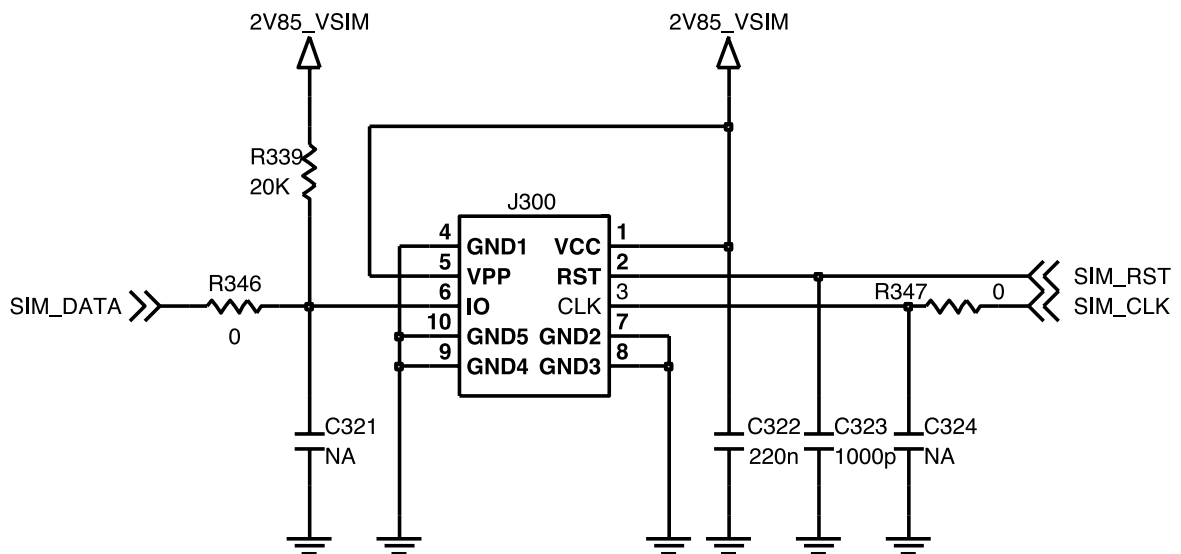 2V85_VSIM
2V85_VSIM
R339
20K
J300
4 GND1 VCC 1
5 VPP RST 2
6 IO CLK 3
10 GND5 GND2 7
9 GND4 GND3 8
SIM_DATA
R346
0
R347
0
SIM_RST
SIM_CLK
C321
NA
C322
220n
C323
1000p
C324
NA